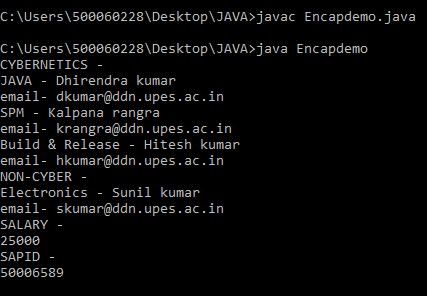 C:\Users\500060228\Desktop\JAVA>javac Encapdemo.java
C:\Users\500060228\Desktop\JAVA>java Encapdemo
CYBERNETICS -
JAVA - Dhirendra kumar
email- dkumar@ddn.upes.ac.in
SPM - Kalpana rangra
email- krangra@ddn.upes.ac.in
Build & Release - Hitesh kumar
email- hkumar@ddn.upes.ac.in
NON-CYBER -
Electronics - Sunil kumar
email- skumar@ddn.upes.ac.in
SALARY -
25000
SAPID -
50006589